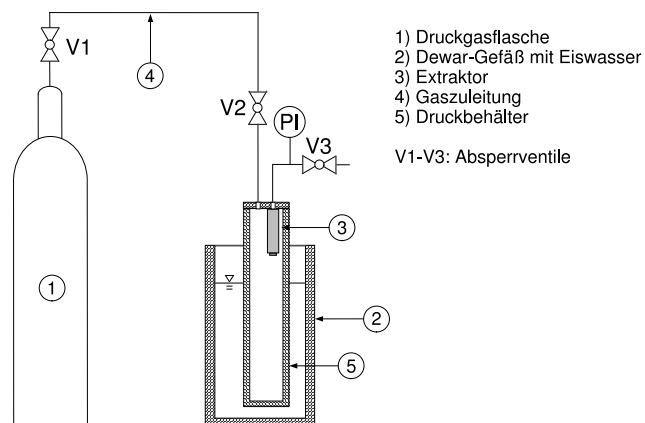 V1
4
V2
PI
V3
3
1
2
5
1) Druckgasflasche
2) Dewar-Gefäß mit Eiswasser
3) Extraktor
4) Gaszuleitung
5) Druckbehälter
V1-V3: Absperrventile